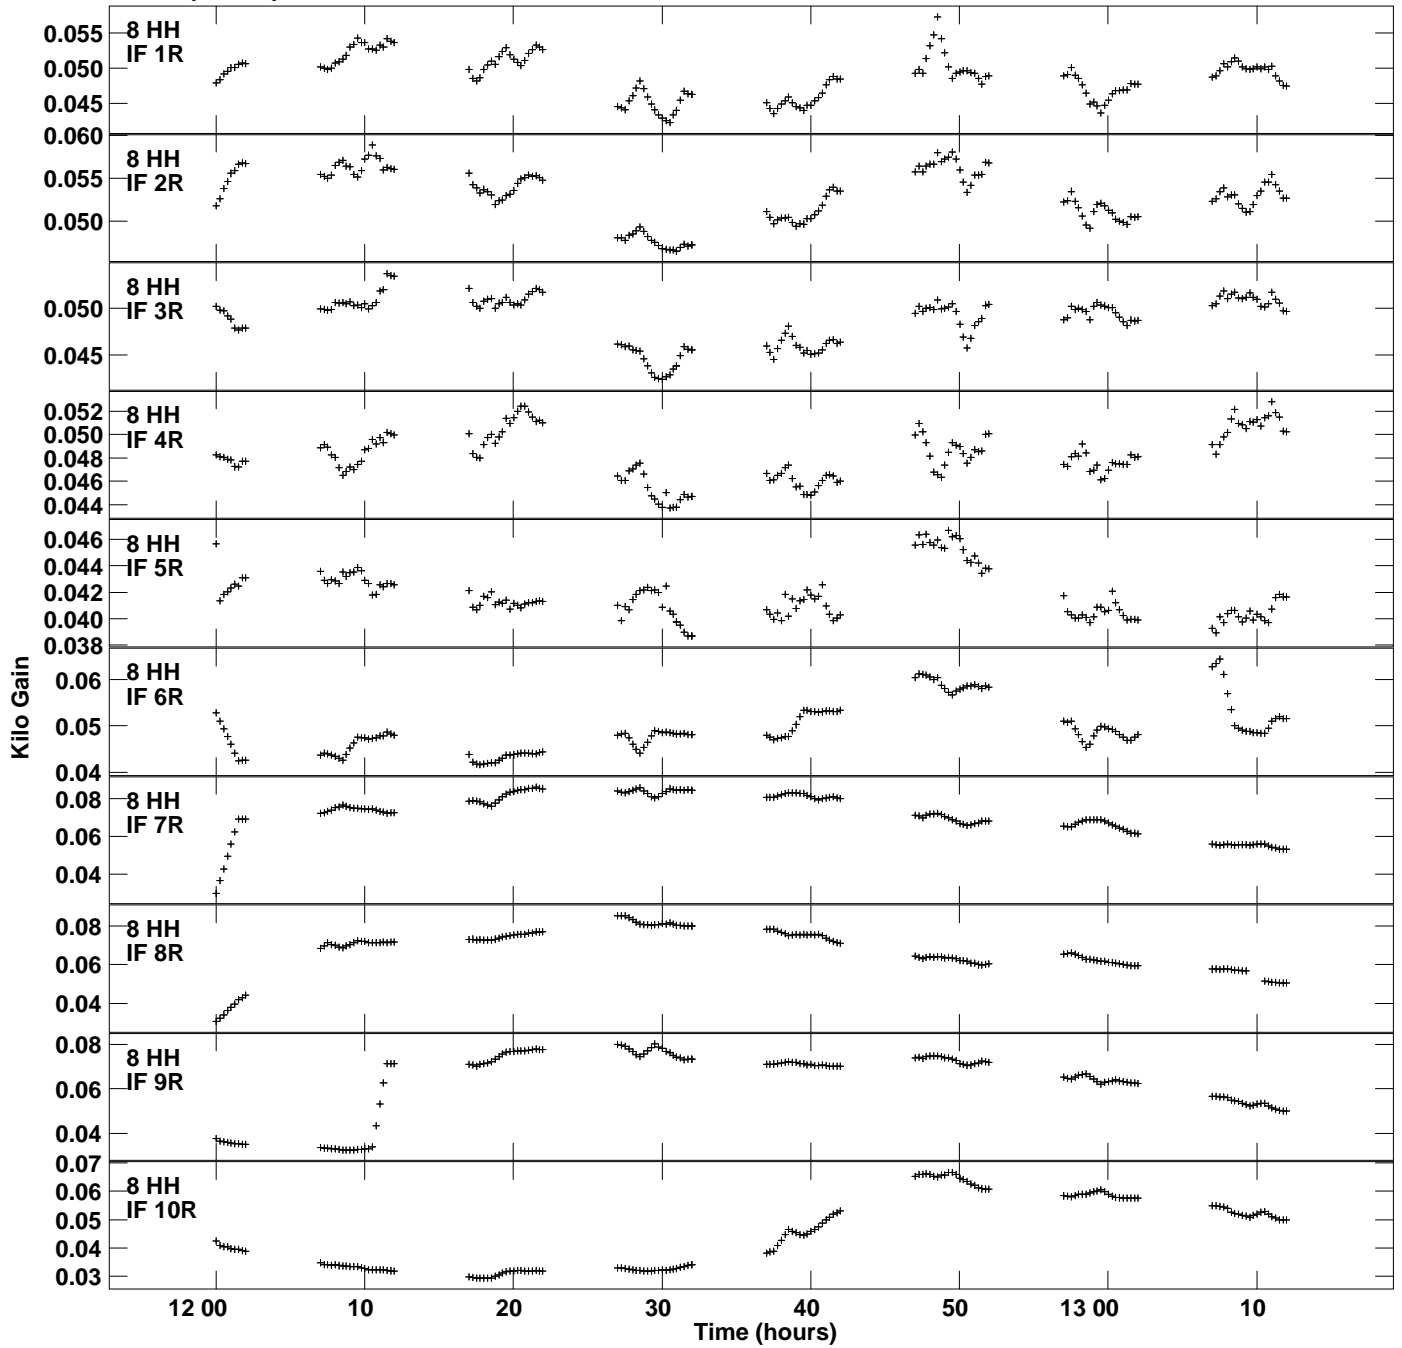 8 HH
IF 1R
0.055
0.050
0.045
8 HH
IF 2R
0.060
0.055
0.050
8 HH
IF 3R
0.050
0.045
8 HH
IF 4R
0.052
0.050
0.048
0.046
0.044
8 HH
IF 5R
0.046
0.044
0.042
0.040
0.038
8 HH
IF 6R
0.06
0.05
0.04
8 HH
IF 7R
0.08
0.06
0.04
8 HH
IF 8R
0.08
0.06
0.04
8 HH
IF 9R
0.08
0.06
0.04
8 HH
IF 10R
0.07
0.06
0.05
0.04
0.03
Kilo Gain
12 00 10 20 30 40 50 13 00 10
Time (hours)